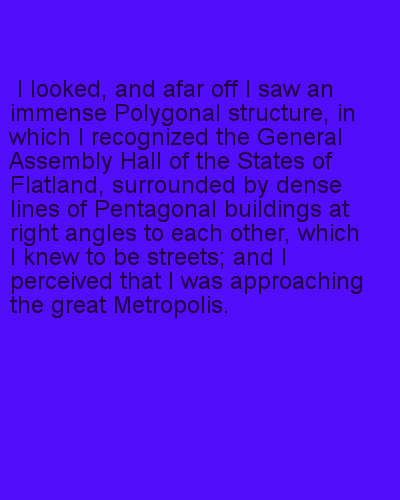 I looked, and afar off I saw an
immense Polygonal structure, in
which I recognized the General
Assembly Hall of the States of
Flatland, surrounded by dense
lines of Pentagonal buildings at
right angles to each other, which
I knew to be streets; and I
perceived that I was approaching
the great Metropolis.